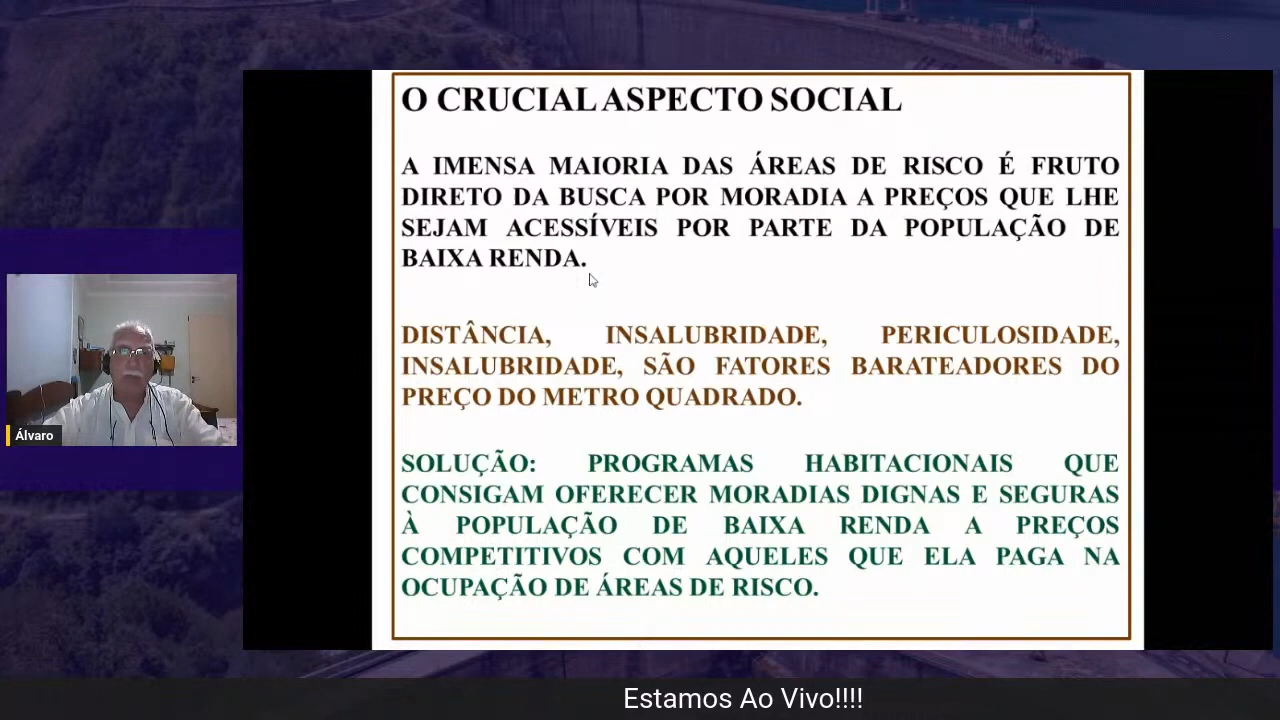 O CRUCIAL ASPECTO SOCIAL
A IMENSA MAIORIA DAS ÁREAS DE RISCO É FRUTO
DIRETO DA BUSCA POR MORADIA A PREÇOS QUE LHE
SEJAM ACESSÍVEIS POR PARTE DA POPULAÇÃO DE
BAIXA RENDA.
DISTÂNCIA, INSALUBRIDADE, PERICULOSIDADE,
INSALUBRIDADE, SÃO FATORES BARATEADORES DO
PREÇO DO METRO QUADRADO.
SOLUÇÃO: PROGRAMAS HABITACIONAIS QUE
CONSIGAM OFERECER MORADIAS DIGNAS E SEGURAS
À POPULAÇÃO DE BAIXA RENDA A PREÇOS
COMPETITIVOS COM AQUELES QUE ELA PAGA NA
OCUPAÇÃO DE ÁREAS DE RISCO.
Álvaro
Estamos Ao Vivo!!!!